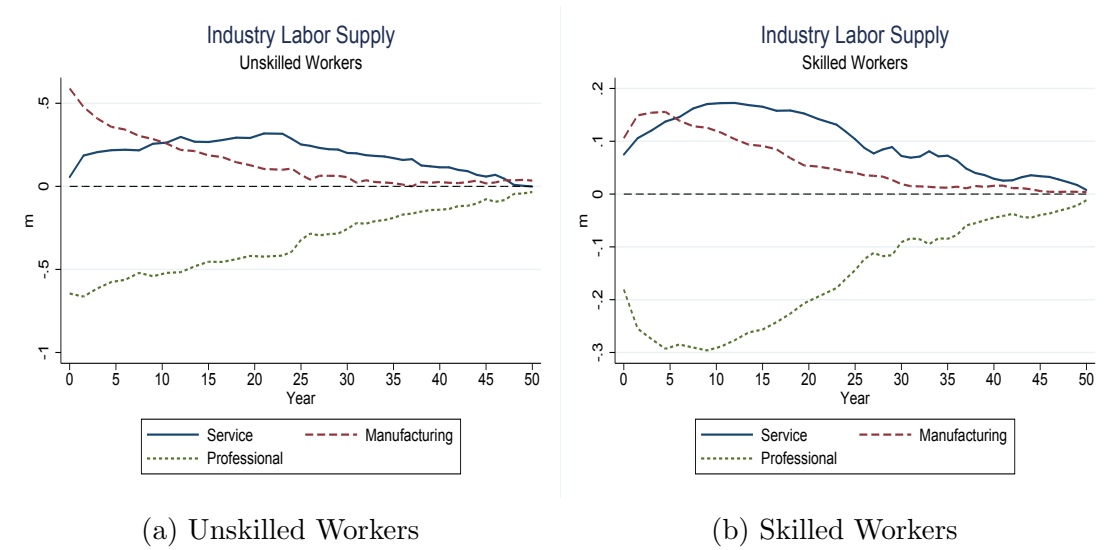 Industry Labor Supply
Unskilled Workers
.5
0
-.5
-1
m
0 5 10 15 20 25 30 35 40 45 50
Year
Service Manufacturing
Professional
(a) Unskilled Workers
Industry Labor Supply
Skilled Workers
.2
.1
0
-.1
-.2
-.3
m
0 5 10 15 20 25 30 35 40 45 50
Year
Service Manufacturing
Professional
(b) Skilled Workers